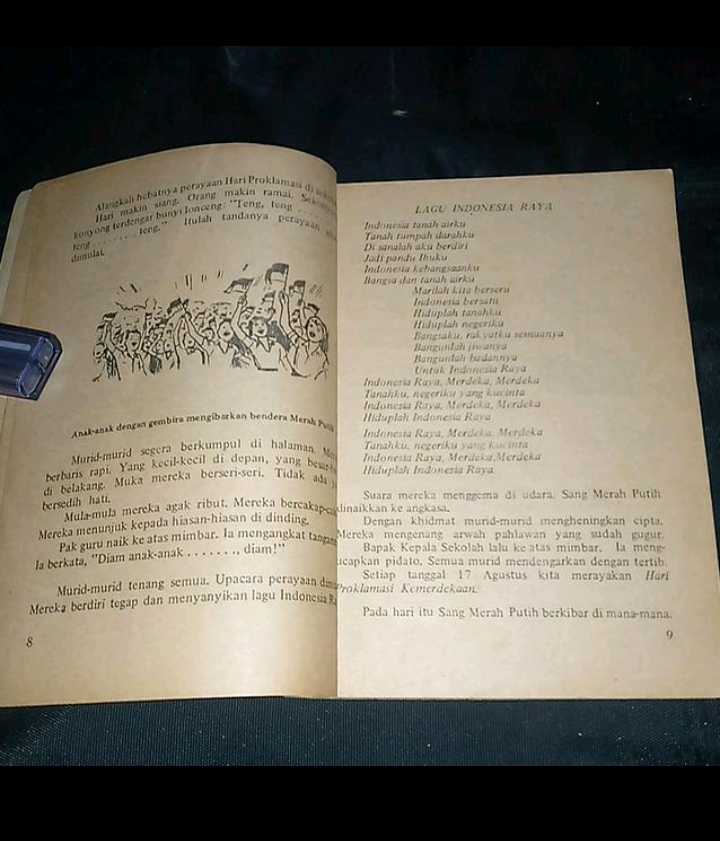 Alangkah hebatnya perayaan Hari Proklamasi di
Hari makin siang. Orang makin ramai.
konyong terdengar bunyi lonceng: "Teng, teng . . . . .
teng . . . . . . . teng." Itulah tandanya perayaan
dimulai.
Anak-anak dengan gembira mengibarkan bendera Merah Putih
Murid-murid segera berkumpul di halaman.
berbaris rapi. Yang kecil-kecil di depan, yang
di belakang. Muka mereka berseri-seri. Tidak ada
bersedih hati.
Mula-mula mereka agak ribut. Mereka
Mereka menunjuk kepada hiasan-hiasan di dinding.
Pak guru naik ke atas mimbar. Ia mengangkat
Ia berkata, "Diam anak-anak . . . . . . ., diam!"
Murid-murid tenang semua. Upacara perayaan
Mereka berdiri tegap dan menyanyikan lagu Indonesia
8
LAGU INDONESIA RAYA
Indonesia tanah airku
Tanah tumpah darahku
Di sanalah aku berdiri
Jadi pandu Ibuku
Indonesia kebangsaanku
Bangsa dan tanah airku
Marilah kita berseru
Indonesia bersatu
Hiduplah tanahku
Hiduplah negeriku
Bangsaku, rakyatku semuanya
Bangunlah jiwanya
Bangunlah badannya
Untuk Indonesia Raya
Indonesia Raya, Merdeka, Merdeka
Tanahku, negeriku yang kucinta
Indonesia Raya, Merdeka, Merdeka
Hiduplah Indonesia Raya
Indonesia Raya, Merdeka, Merdeka
Tanahku, negeriku yang kucinta
Indonesia Raya, Merdeka,Merdeka
Hiduplah Indonesia Raya
Suara mereka menggema di udara. Sang Merah Putih
dinaikkan ke angkasa.
Dengan khidmat murid-murid mengheningkan cipta.
Mereka mengenang arwah pahlawan yang sudah gugur.
Bapak Kepala Sekolah lalu ke atas mimbar. Ia meng-
ucapkan pidato. Semua murid mendengarkan dengan tertib.
Setiap tanggal 17 Agustus kita merayakan Hari
Proklamasi Kemerdekaan.
Pada hari itu Sang Merah Putih berkibar di mana-mana.
9